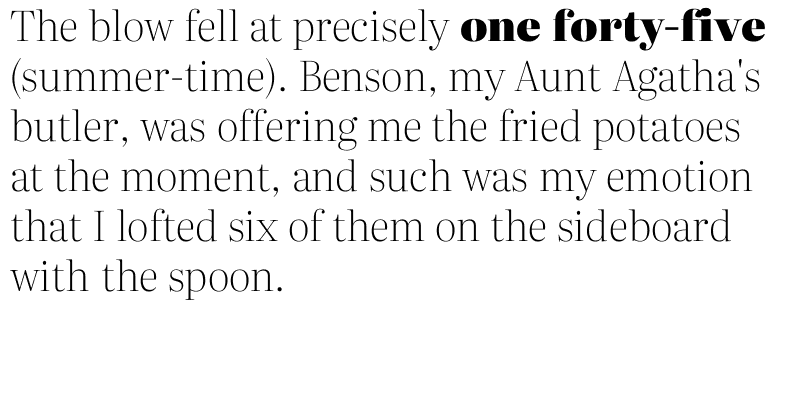 The blow fell at precisely one forty-five
(summer-time). Benson, my Aunt Agatha's
butler, was offering me the fried potatoes
at the moment, and such was my emotion
that I lofted six of them on the sideboard
with the spoon.